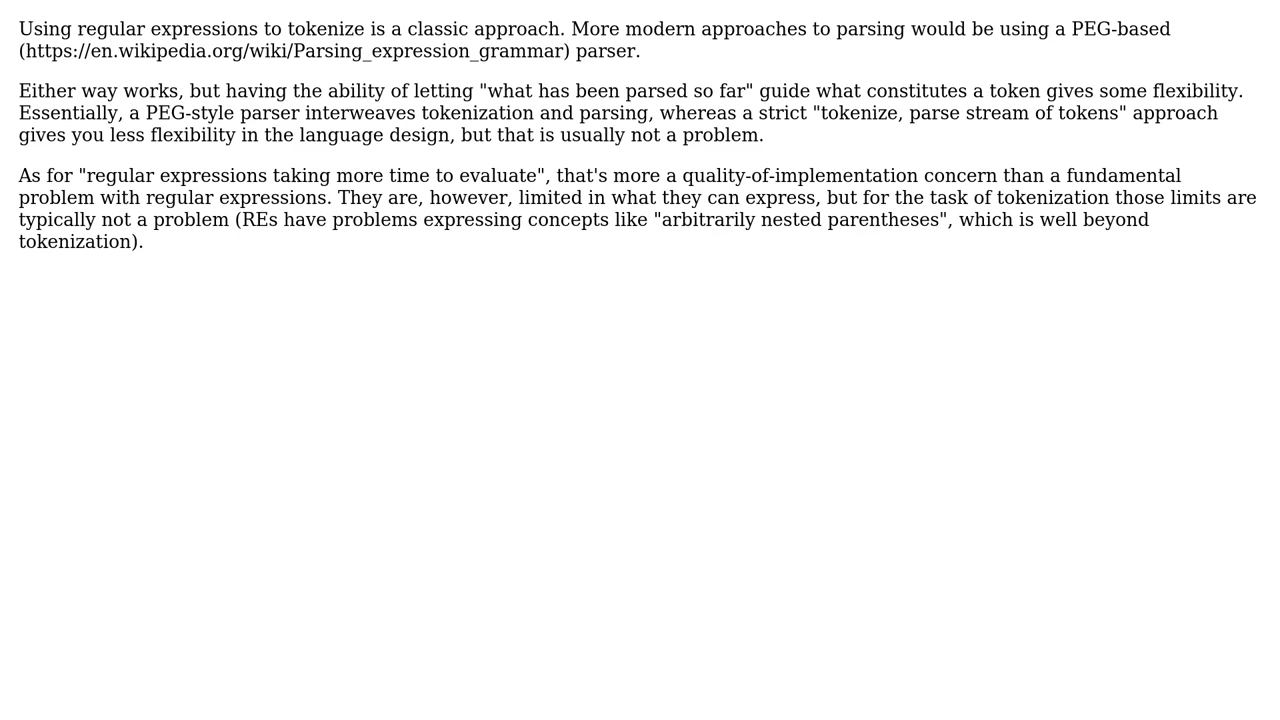 Using regular expressions to tokenize is a classic approach. More modern approaches to parsing would be using a PEG-based
(https://en.wikipedia.org/wiki/Parsing_expression_grammar) parser.
Either way works, but having the ability of letting "what has been parsed so far" guide what constitutes a token gives some flexibility.
Essentially, a PEG-style parser interweaves tokenization and parsing, whereas a strict "tokenize, parse stream of tokens" approach
gives you less flexibility in the language design, but that is usually not a problem.
As for "regular expressions taking more time to evaluate", that's more a quality-of-implementation concern than a fundamental
problem with regular expressions. They are, however, limited in what they can express, but for the task of tokenization those limits are
typically not a problem (REs have problems expressing concepts like "arbitrarily nested parentheses", which is well beyond
tokenization).